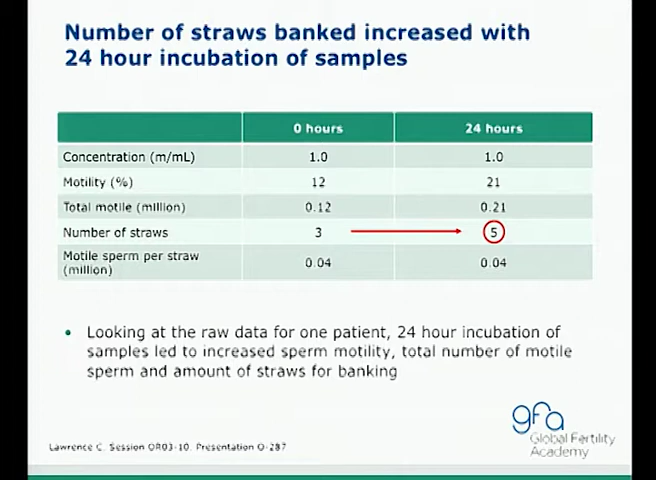 Number of straws banked increased with
24 hour incubation of samples
0 hours 24 hours
Concentration (m/mL) 1.0 1.0
Motility (%) 12 21
Total motile (million) 0.12 0.21
Number of straws 3 5
Motile sperm per straw
(million) 0.04 0.04
• Looking at the raw data for one patient, 24 hour incubation of
samples led to increased sperm motility, total number of motile
sperm and amount of straws for banking
gfa
Global Fertility
Academy
Lawrence C. Session OR03-10. Presentation O-287